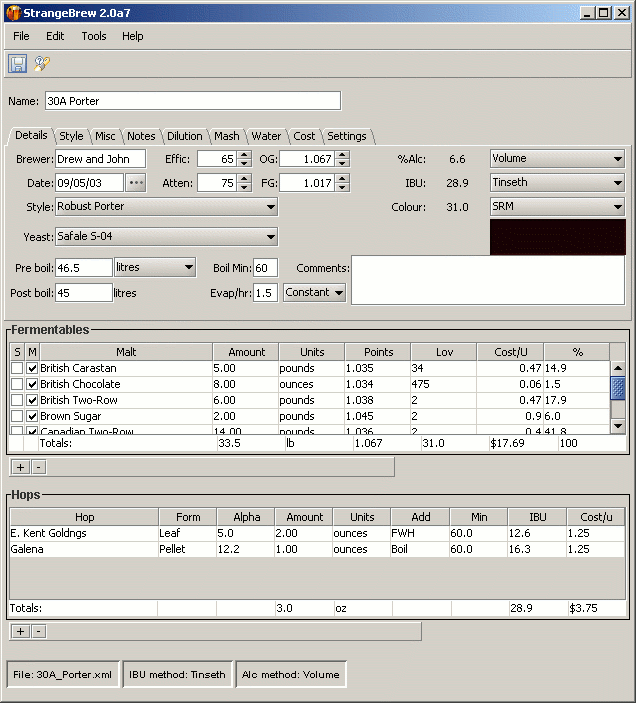 StrangeBrew 2.0a7
File Edit Tools Help
Name: 30A Porter
Details Style Misc Notes Dilution Mash Water Cost Settings
Brewer: Drew and John Effic: 65 OG: 1.067 %Alc: 6.6 Volume
Date: 09/05/03 ... Atten: 75 FG: 1.017 IBU: 28.9 Tinseth
Style: Robust Porter Colour: 31.0 SRM
Yeast: Safale S-04
Pre boil: 46.5 litres Boil Min: 60 Comments:
Post boil: 45 litres Evap/hr: 1.5 Constant
Fermentables
S M Malt Amount Units Points Lov Cost/U %
British Carastan 5.00 pounds 1.035 34 0.47 14.9
British Chocolate 8.00 ounces 1.034 475 0.06 1.5
British Two-Row 6.00 pounds 1.038 2 0.47 17.9
Brown Sugar 2.00 pounds 1.045 2 0.9 6.0
Canadian Two-Row 14.00 pounds 1.036 2 0.4 41.8
Totals: 33.5 lb 1.067 31.0 $17.69 100
+ -
Hops
Hop Form Alpha Amount Units Add Min IBU Cost/u
E. Kent Goldngs Leaf 5.0 2.00 ounces FWH 60.0 12.6 1.25
Galena Pellet 12.2 1.00 ounces Boil 60.0 16.3 1.25
Totals: 3.0 oz 28.9 $3.75
+ -
File: 30A_Porter.xml IBU method: Tinseth Alc method: Volume